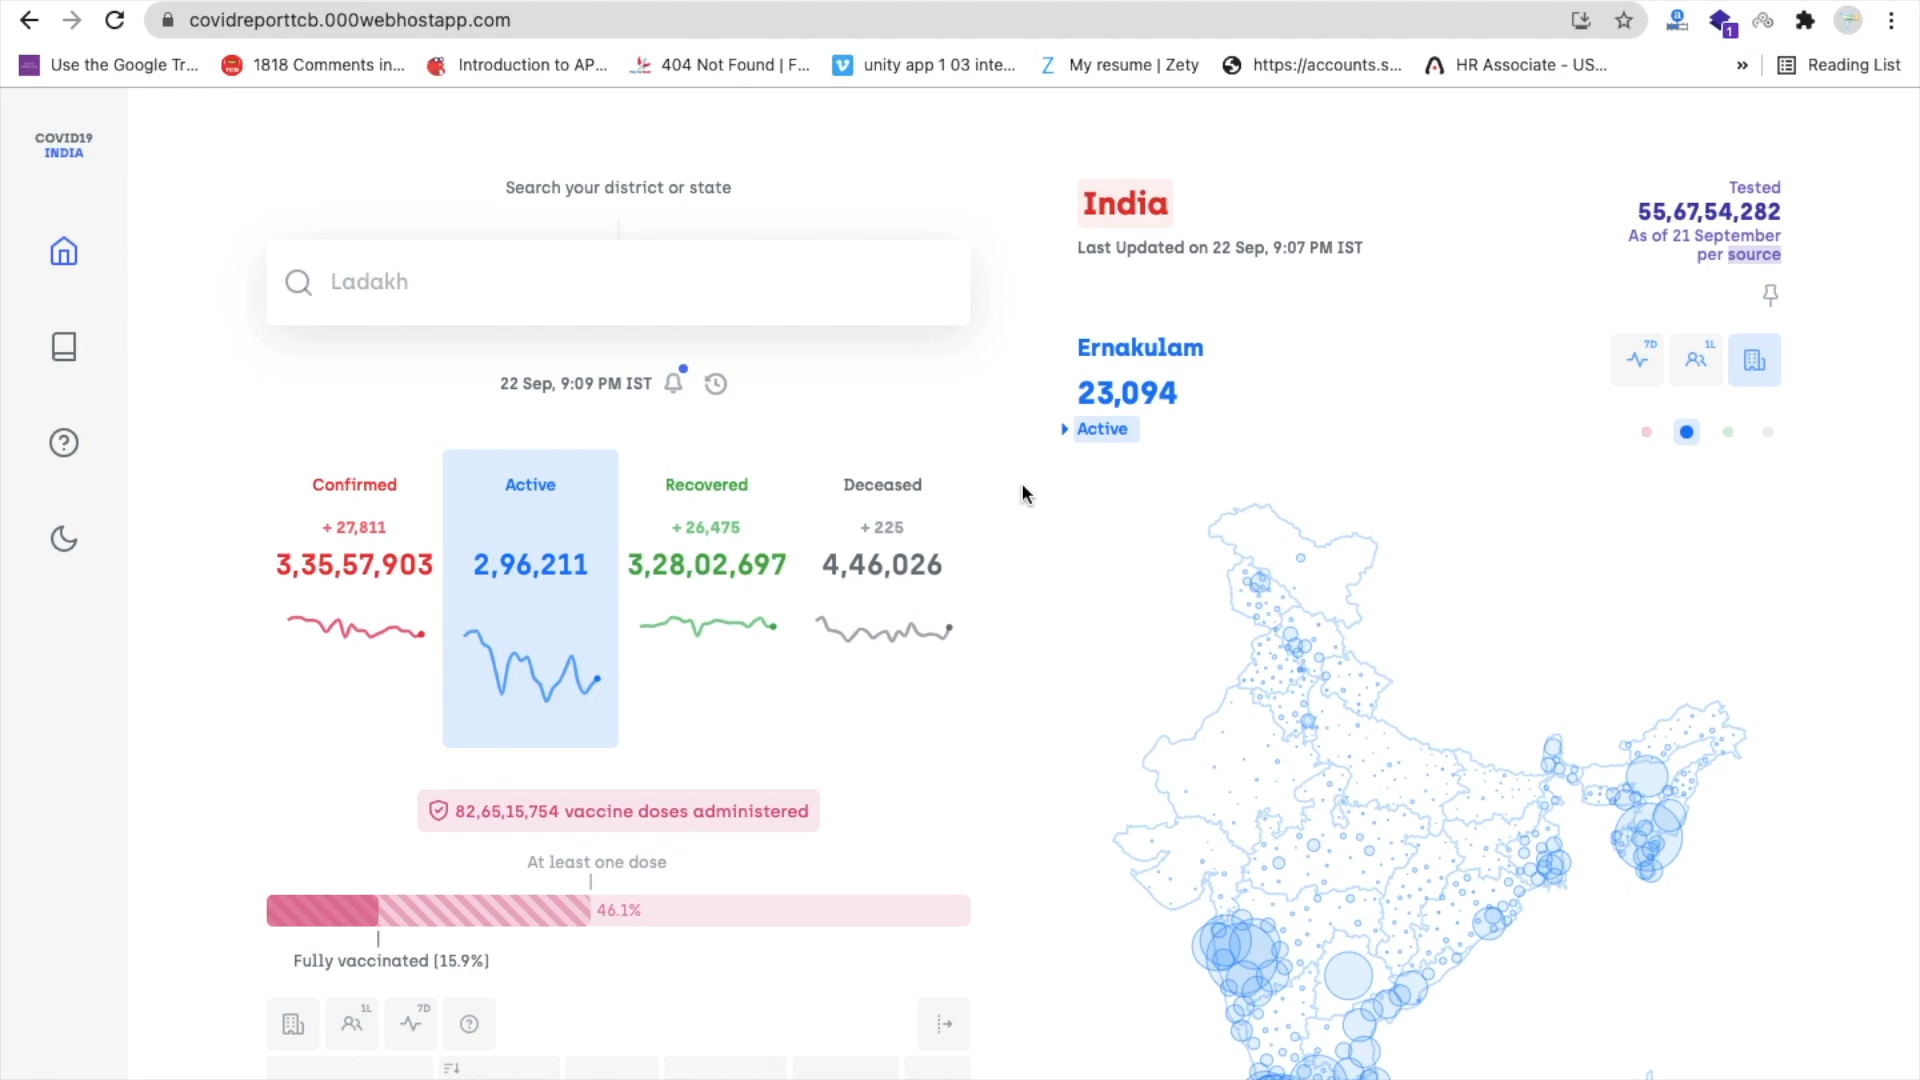 covidreporttcb.000webhostapp.com
1
Use the Google Tr...
1818 Comments in...
Introduction to AP...
404 Not Found | F...
unity app 1 03 inte...
My resume | Zety
https://accounts.s...
HR Associate - US...
»
Reading List
COVID19
INDIA
Search your district or state
Ladakh
22 Sep, 9:09 PM IST
Confirmed
Active
Recovered
Deceased
+ 27,811
+ 26,475
+ 225
3,35,57,903
2,96,211
3,28,02,697
4,46,026
82,65,15,754 vaccine doses administered
At least one dose
46.1%
Fully vaccinated (15.9%)
1L
7D
India
Last Updated on 22 Sep, 9:07 PM IST
Tested
55,67,54,282
As of 21 September
per source
Ernakulam
23,094
Active
7D
1L